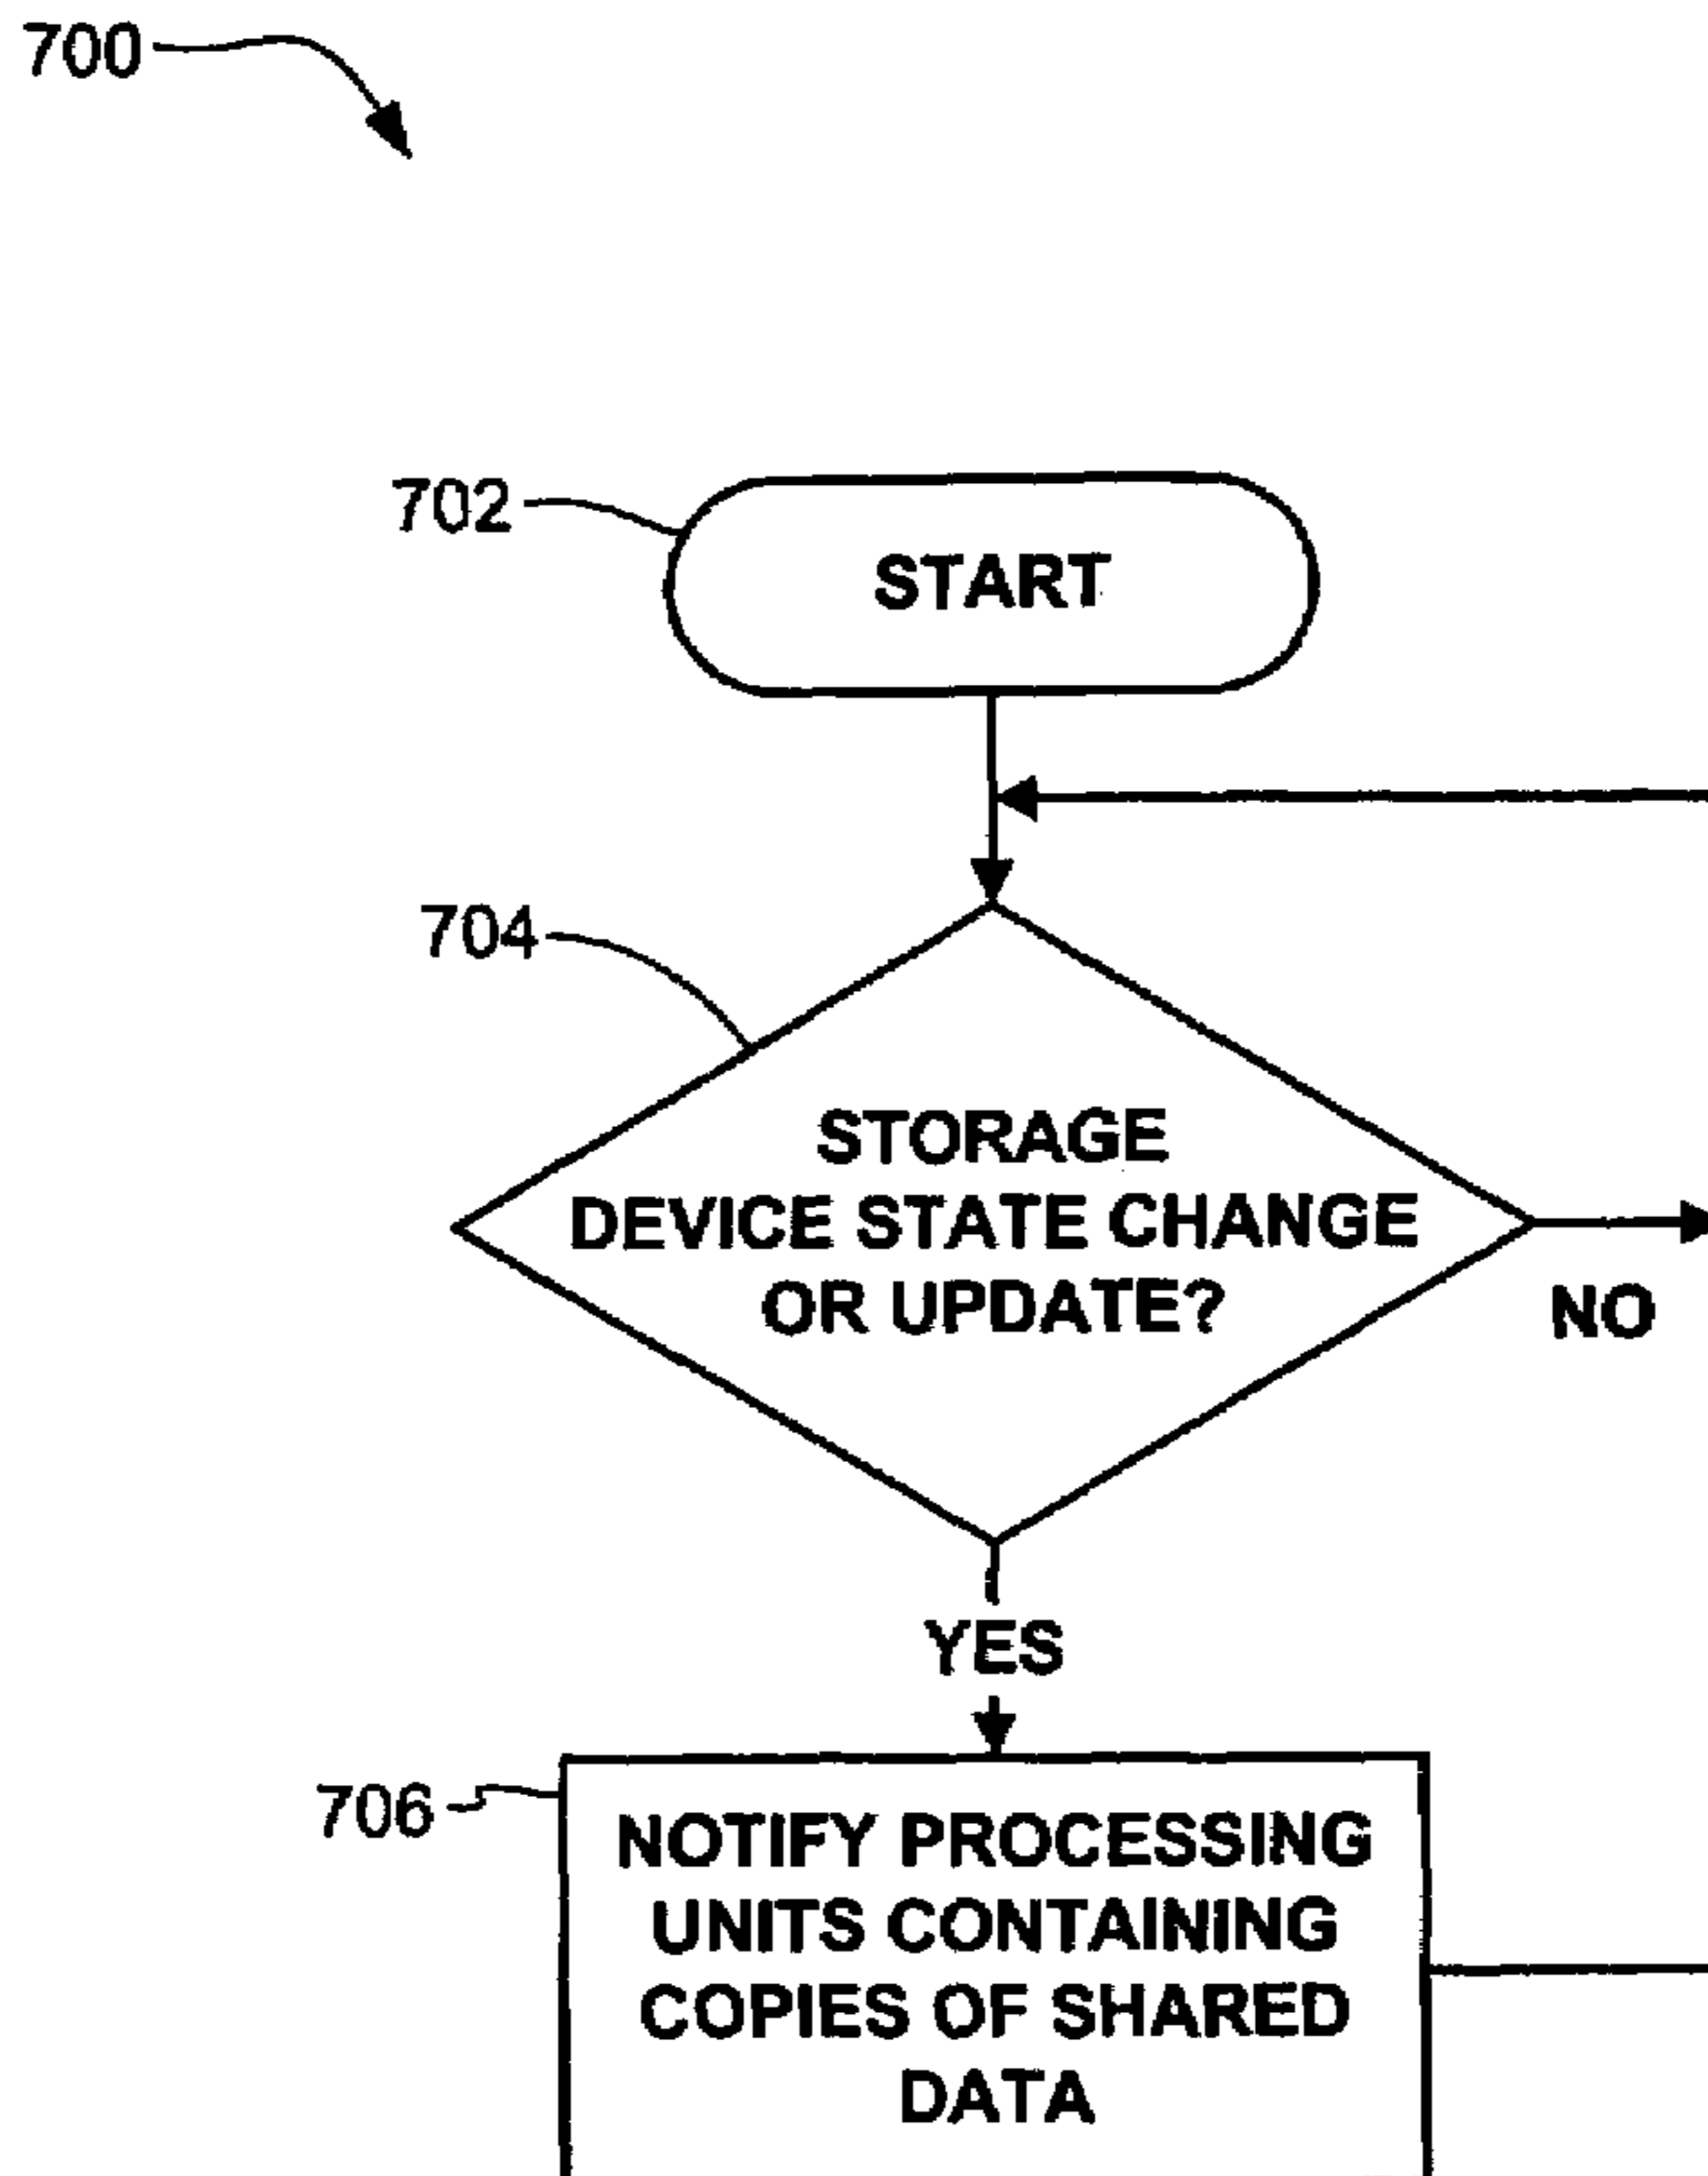 700
702
START
704
STORAGE
DEVICE STATE CHANGE
OR UPDATE?
NO
YES
706
NOTIFY PROCESSING
UNITS CONTAINING
COPIES OF SHARED
DATA